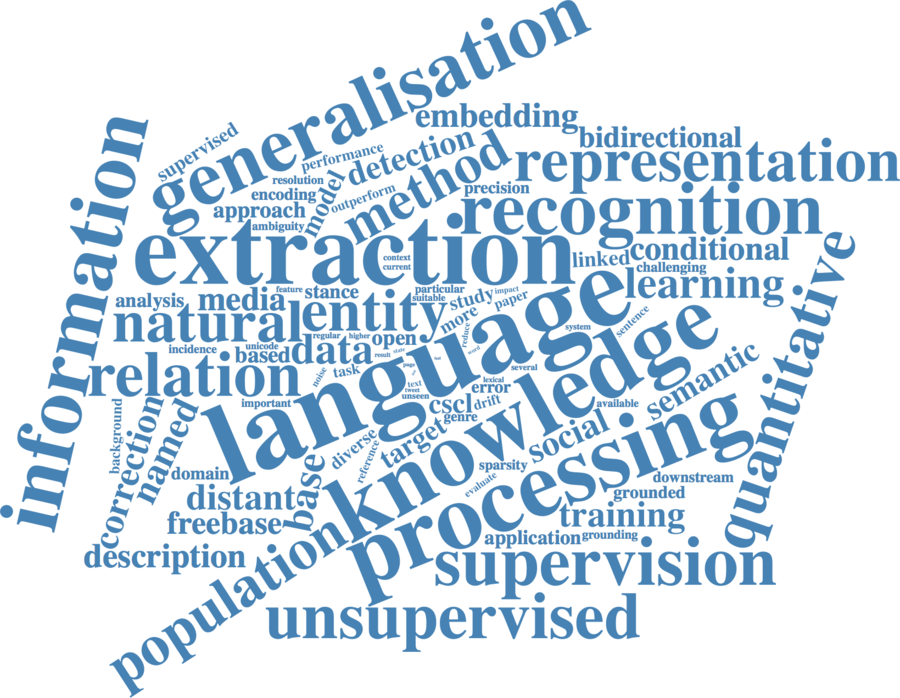 generalisation
embedding
bidirectional
supervised
performance
detection
method
representation
information
resolution
encoding
model
outperform
precision
approach
ambiguity
recognition
extraction
context
current
linked
conditional
challenging
learning
quantitative
analysis
media
feature
stance
particular
suitable
study
impact
paper
natural
entity
more
language
system
sentence
regular
higher
open
reduce
word
incidence
unicode
based
data
result
stats
several
knowledge
relation
noise
task
page
text
tweet
unseen
lexical
error
semantic
important
cscl
drift
genre
available
background
correction
named
diverse
reference
target
social
processing
domain
base
sparsity
evaluate
downstream
distant
grounded
freebase
training
application
grounding
description
population
supervision
unsupervised